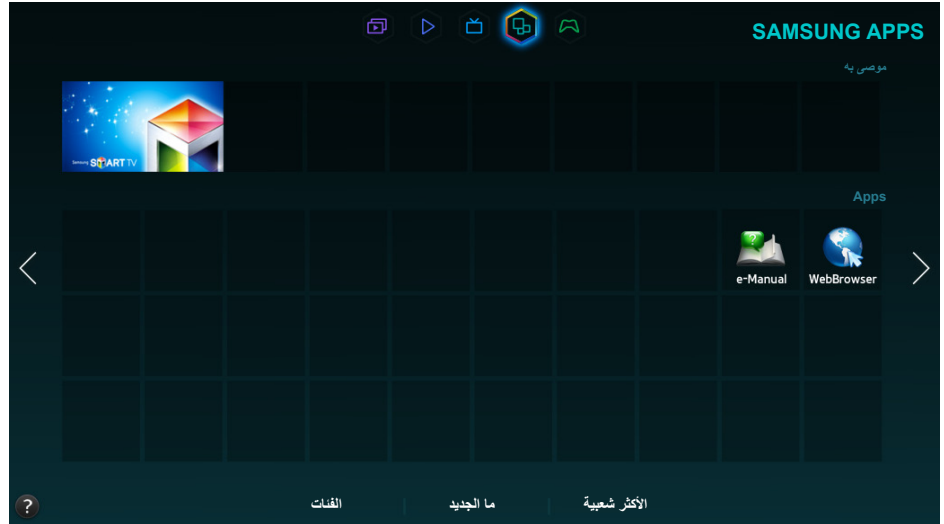 SAMSUNG APPS
موصى به
Samsung SMART TV
Apps
e-Manual
WebBrowser
الأكثر شعبية
ما الجديد
الفئات
?